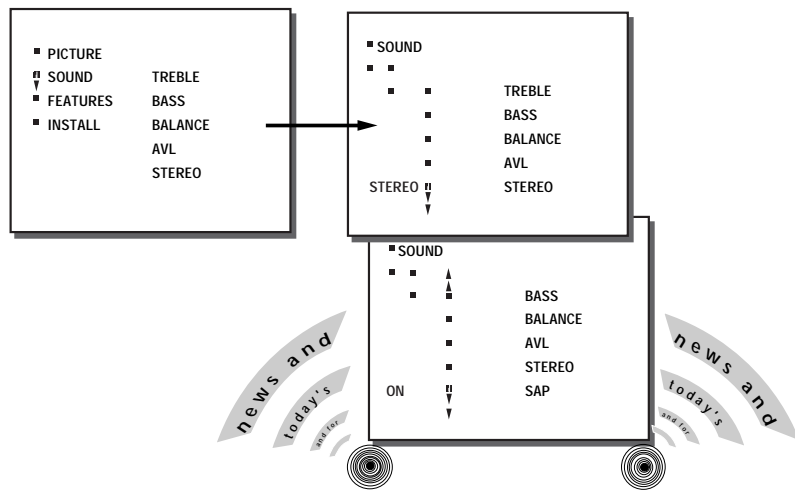 PICTURE
SOUND TREBLE
FEATURES BASS
INSTALL BALANCE
AVL
STEREO
SOUND
TREBLE
BASS
BALANCE
AVL
STEREO STEREO
SOUND
BASS
BALANCE
AVL
STEREO
ON SAP
news and
today's
and for
news and
today's
and for